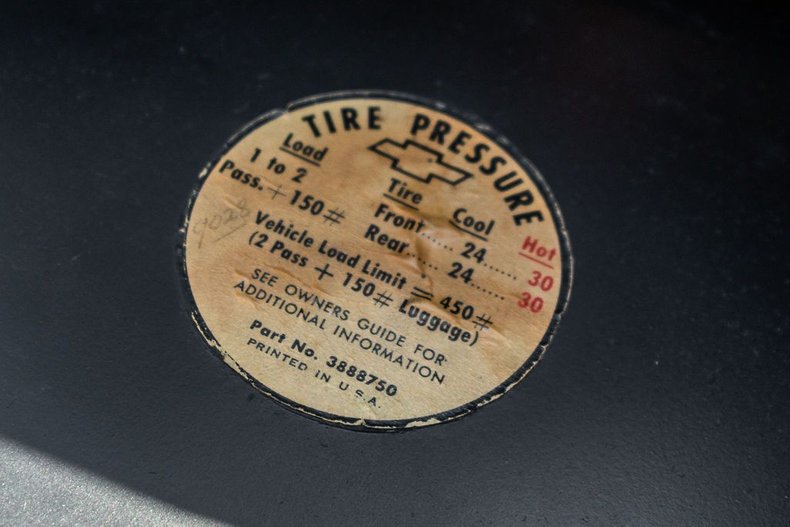 TIRE PRESSURE
Load Tire Cool Hot
1 to 2 Front...... 24....... 30
Pass. + 150# Rear...... 24....... 30
Vehicle Load Limit = 450#
(2 Pass + 150# Luggage)
SEE OWNERS GUIDE FOR
ADDITIONAL INFORMATION
Part No. 3888750
PRINTED IN U.S.A.